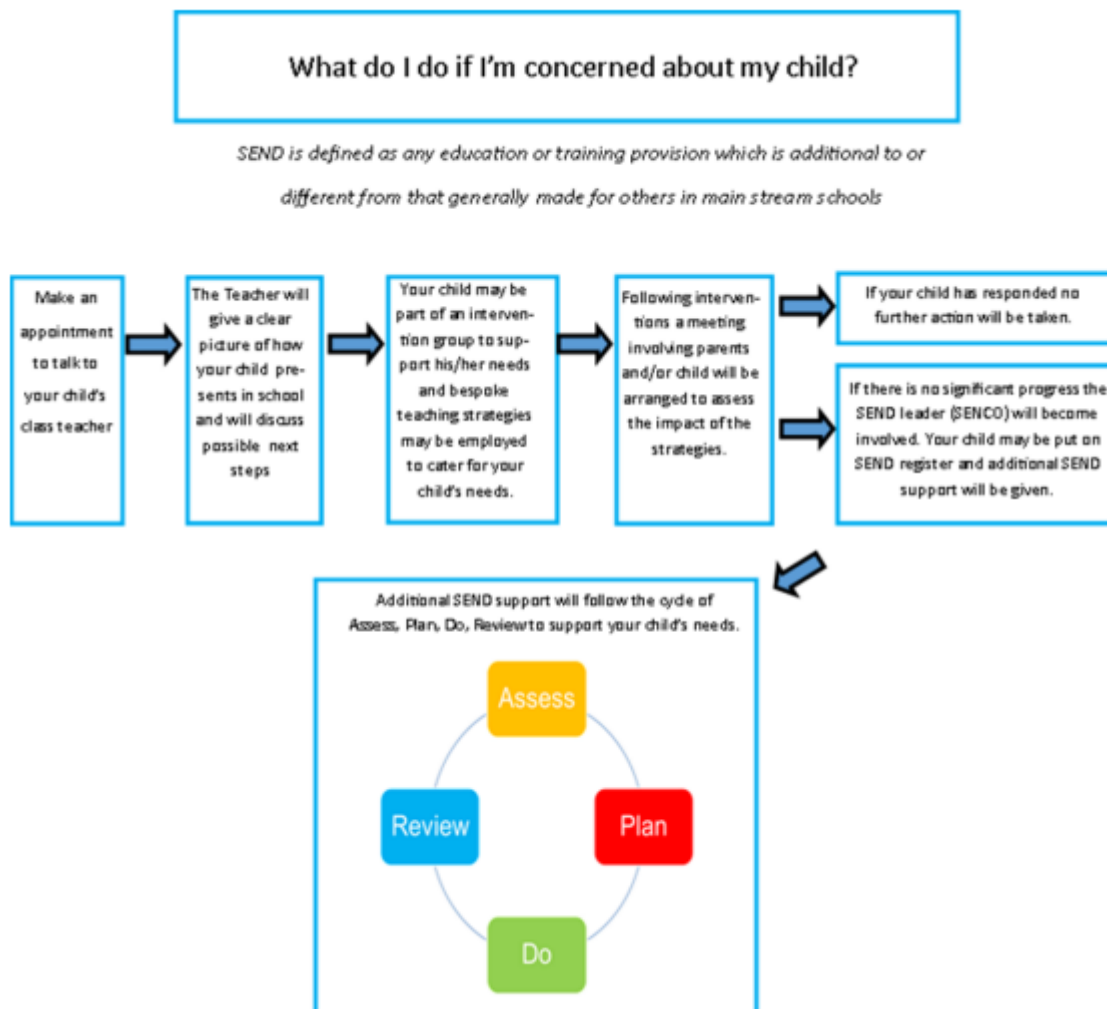 What do I do if I'm concerned about my child?
SEND is defined as any education or training provision which is additional to or
different from that generally made for others in main stream schools
Make an
appointment
to talk to
your child's
class teacher
The Teacher will
give a clear
picture of how
your child pre-
sents in school
and will discuss
possible next
steps
Your child may be
part of an interven-
tion group to sup-
port his/her needs
and bespoke
teaching strategies
may be employed
to cater for your
child's needs.
Following interven-
tions a meeting
involving parents
and/or child will be
arranged to assess
the impact of the
strategies.
If your child has responded no
further action will be taken.
If there is no significant progress the
SEND leader (SENCO) will become
involved. Your child may be put on
SEND register and additional SEND
support will be given.
Additional SEND support will follow the cycle of
Assess, Plan, Do, Review to support your child's needs.
Assess
Review
Plan
Do